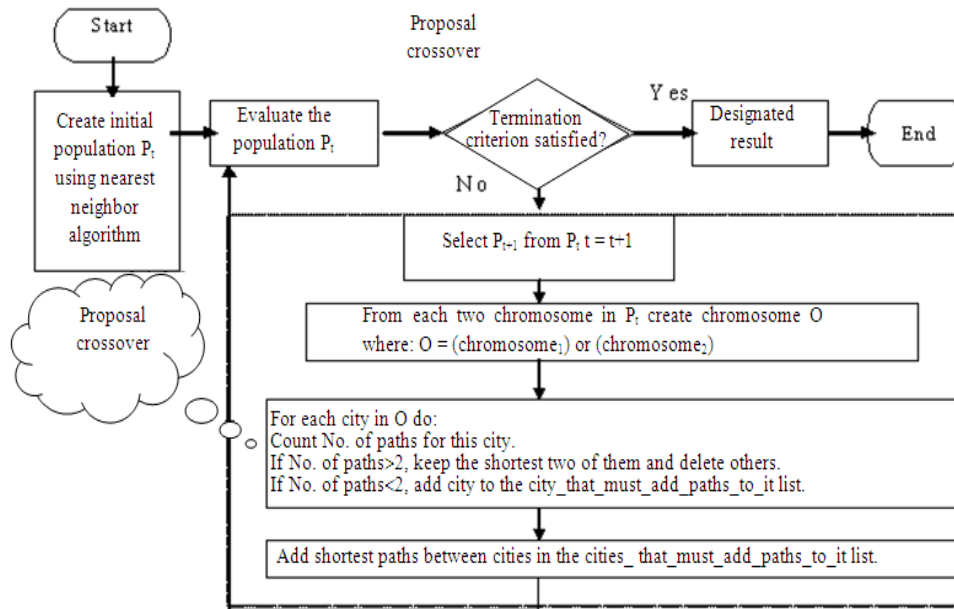 Start
Proposal
crossover
Create initial
population Pt
using nearest
neighbor
algorithm
Evaluate the
population Pt
Termination
criterion satisfied?
Yes
Designated
result
End
No
Select Pt+1 from Pt t = t+1
Proposal
crossover
From each two chromosome in Pt create chromosome O
where: O = (chromosome1) or (chromosome2)
For each city in O do:
Count No. of paths for this city.
If No. of paths>2, keep the shortest two of them and delete others.
If No. of paths<2, add city to the city_that_must_add_paths_to_it list.
Add shortest paths between cities in the cities_ that_must_add_paths_to_it list.